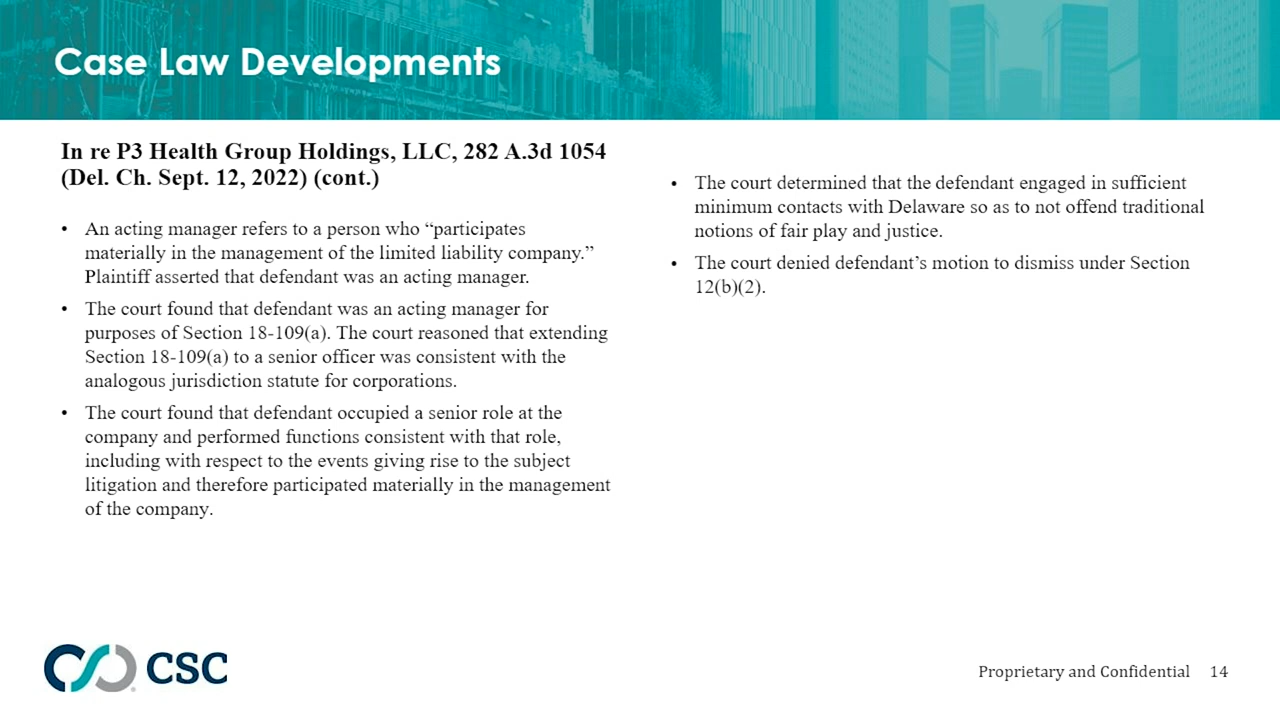 Case Law Developments
In re P3 Health Group Holdings, LLC, 282 A.3d 1054
(Del. Ch. Sept. 12, 2022) (cont.)
• An acting manager refers to a person who “participates
materially in the management of the limited liability company.”
Plaintiff asserted that defendant was an acting manager.
• The court found that defendant was an acting manager for
purposes of Section 18-109(a). The court reasoned that extending
Section 18-109(a) to a senior officer was consistent with the
analogous jurisdiction statute for corporations.
• The court found that defendant occupied a senior role at the
company and performed functions consistent with that role,
including with respect to the events giving rise to the subject
litigation and therefore participated materially in the management
of the company.
• The court determined that the defendant engaged in sufficient
minimum contacts with Delaware so as to not offend traditional
notions of fair play and justice.
• The court denied defendant’s motion to dismiss under Section
12(b)(2).
CSC
Proprietary and Confidential 14